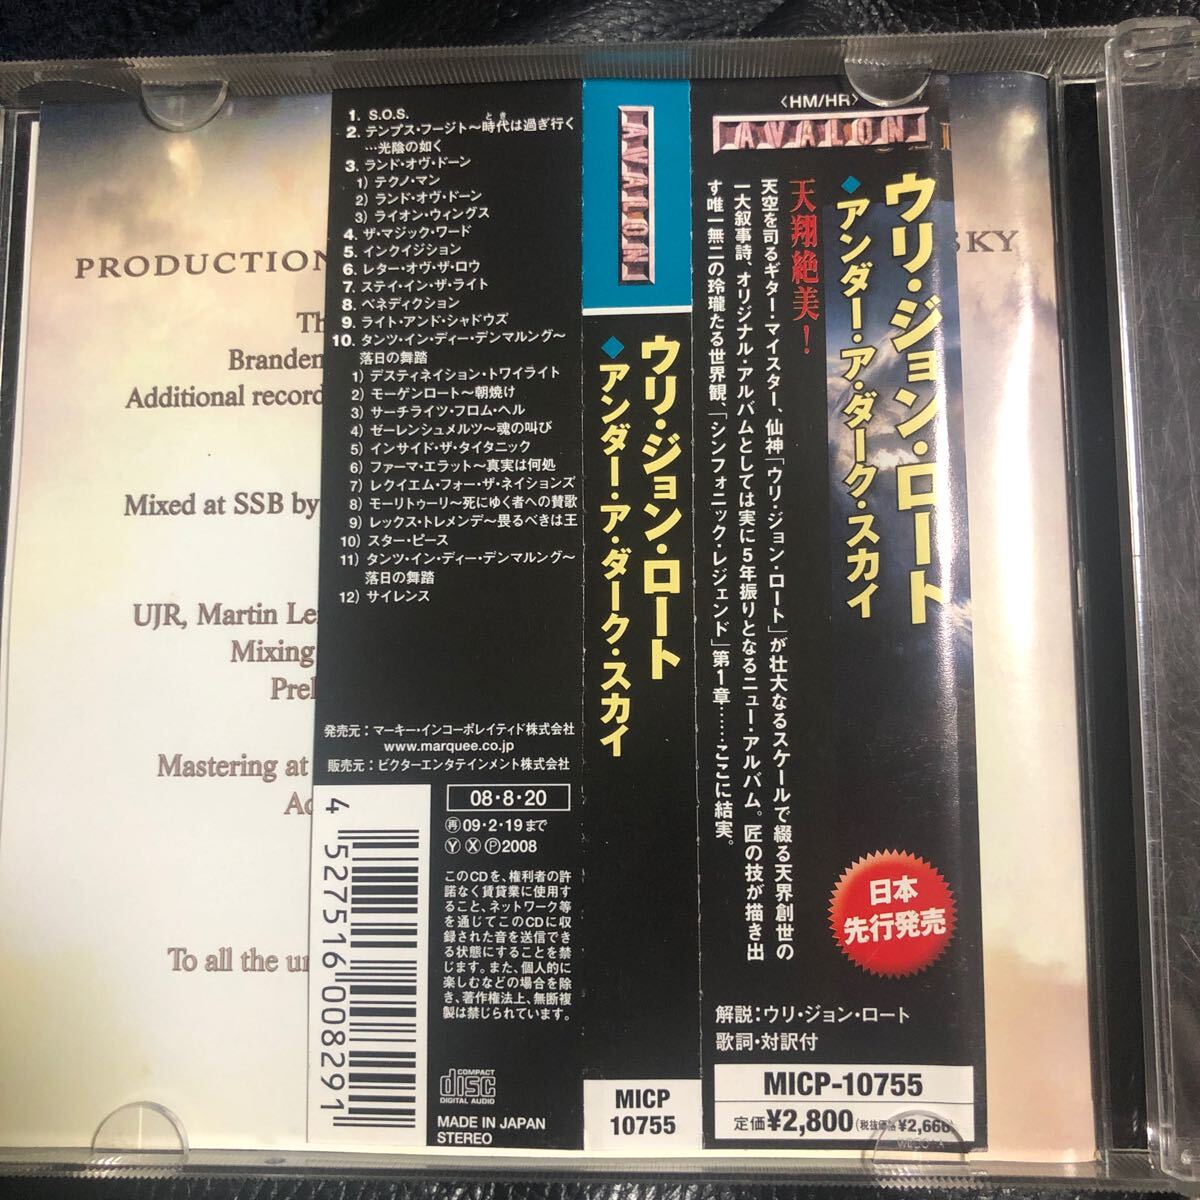 PRODUCTION
SKY
Th
Branden
Additional record
Mixed at SSB by
UJR, Martin Le
Mixing
Prel
Mastering at
Ac
To all the un
1. S.O.S.
2. テンプス・フージト〜時代は過ぎ行く
とき
…光陰の如く
3. ランド・オヴ・ドーン
1) テクノ・マン
2) ランド・オヴ・ドーン
3) ライオン・ウィングス
4. ザ・マジック・ワード
5. インクイジション
6. レター・オヴ・ザ・ロウ
7. ステイ・イン・ザ・ライト
8. ベネディクション
9. ライト・アンド・シャドウズ
10. タンツ・イン・ディー・デンマルング〜
落日の舞踏
1) デスティネイション・トワイライト
2) モーゲンロート〜朝焼け
3) サーチライツ・フロム・ヘル
4) ゼーレンシュメルツ〜魂の叫び
5) インサイド・ザ・タイタニック
6) ファーマ・エラット〜真実は何処
7) レクイエム・フォー・ザ・ネイションズ
8) モーリトゥーリ〜死にゆく者への賛歌
9) レックス・トレメンデ〜畏るべきは王
10) スター・ピース
11) タンツ・イン・ディー・デンマルング〜
落日の舞踏
12) サイレンス
発売元：マーキー・インコーポレイティド株式会社
www.marquee.co.jp
販売元：ビクターエンタテインメント株式会社
4 527516 008291
08・8・20
再09・2・19まで
Ⓨ Ⓧ Ⓟ2008
このCDを、権利者の許
諾なく賃貸業に使用す
ること、ネットワーク等
を通じてこのCDに収
録された音を送信でき
る状態にすることを禁
じます。また、個人的に
楽しむなどの場合を除
き、著作権法上、無断複
製は禁じられています。
COMPACT
disc
DIGITAL AUDIO
MADE IN JAPAN
STEREO
AVALON
ウリ・ジョン・ロート
◆アンダー・ア・ダーク・スカイ
MICP
10755
〈HM/HR〉
AVALON
ウリ・ジョン・ロート
◆アンダー・ア・ダーク・スカイ
天翔絶美！
天空を司るギター・マイスター、仙神「ウリ・ジョン・ロート」が壮大なるスケールで綴る天界創世の
一大叙事詩、オリジナル・アルバムとしては実に5年振りとなるニュー・アルバム。匠の技が描き出
す唯一無二の玲瓏たる世界観、「シンフォニック・レジェンド」第1章……ここに結実。
日本
先行発売
解説：ウリ・ジョン・ロート
歌詞・対訳付
MICP-10755
定価¥2,800(税抜価格¥2,666